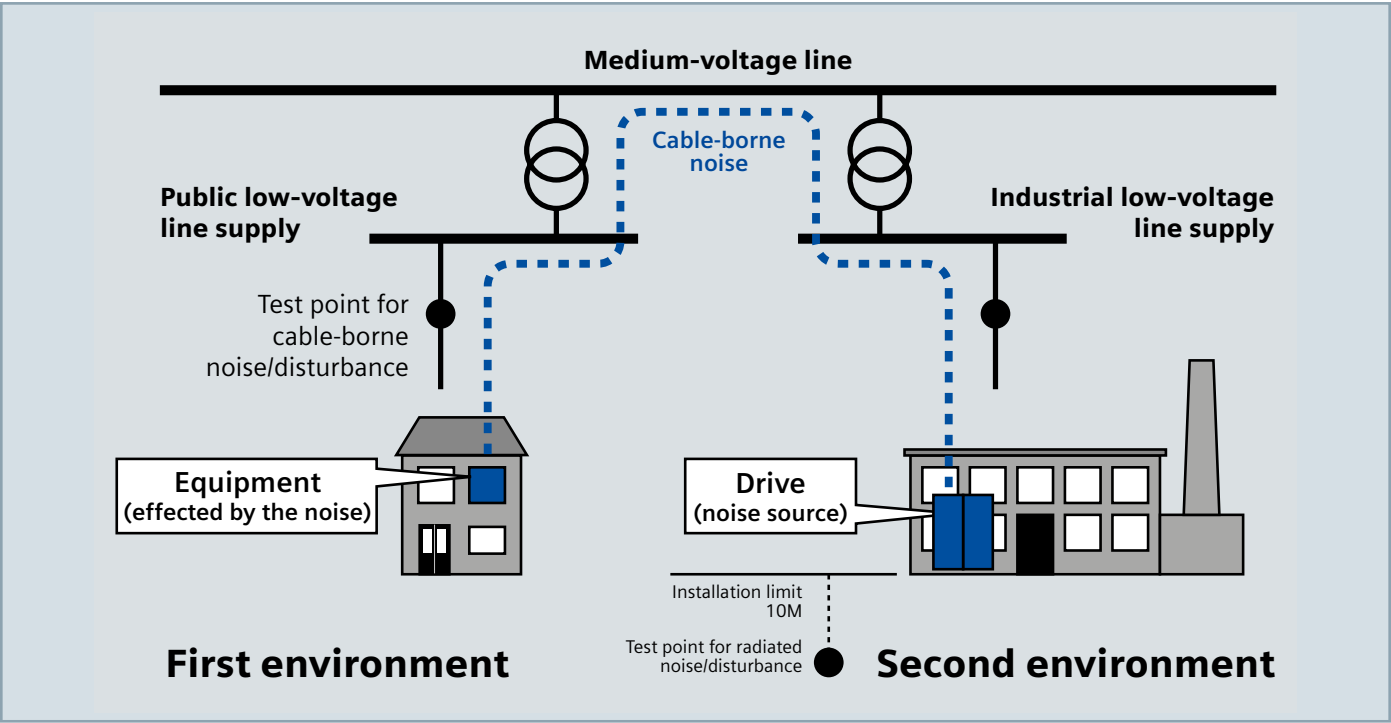 Medium-voltage line
Cable-borne
noise
Public low-voltage
line supply
Industrial low-voltage
line supply
Test point for
cable-borne
noise/disturbance
Equipment
(effected by the noise)
Drive
(noise source)
Installation limit
10M
Test point for radiated
noise/disturbance
First environment
Second environment